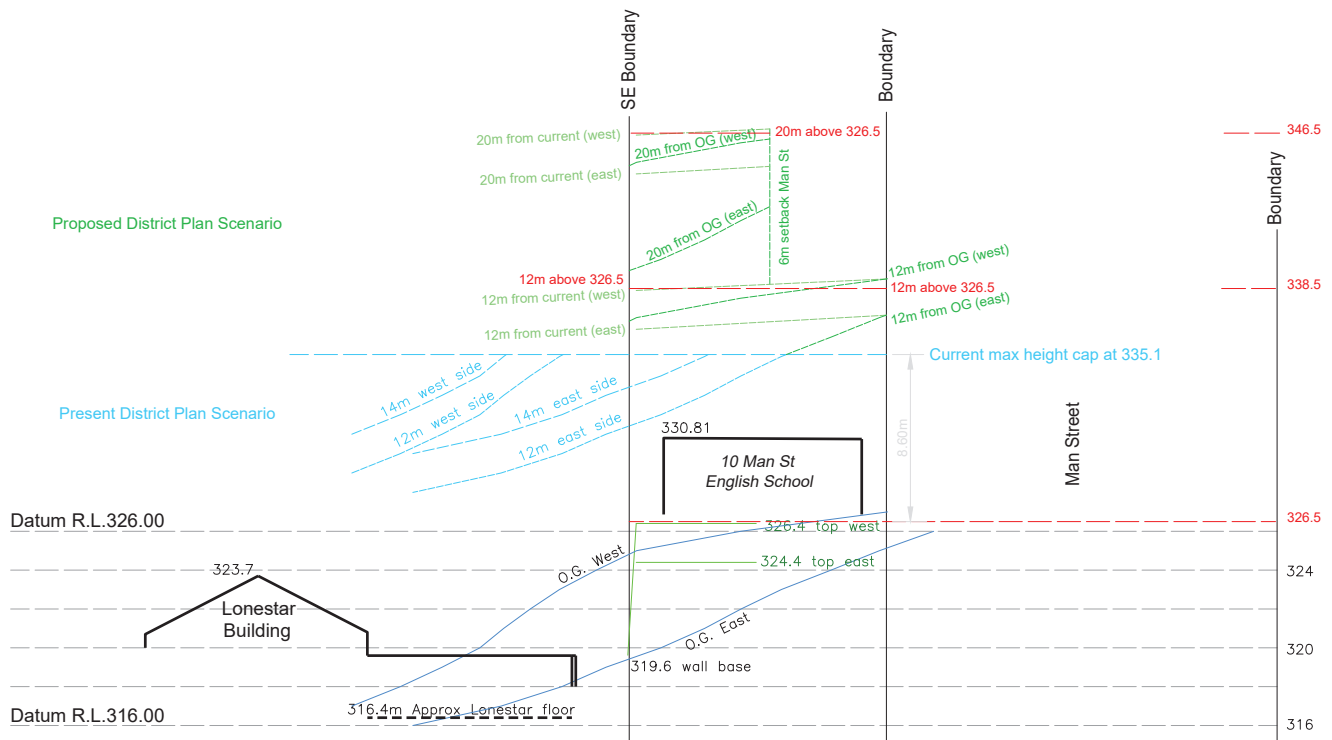 SE Boundary
Boundary
Boundary
20m from current (west)
20m above 326.5
346.5
20m from OG (west)
20m from current (east)
6m setback Man St
Proposed District Plan Scenario
20m from OG (east)
12m from OG (west)
12m above 326.5
12m above 326.5
338.5
12m from current (west)
12m from OG (east)
12m from current (east)
Current max height cap at 335.1
14m west side
12m west side
14m east side
12m east side
Present District Plan Scenario
330.81
8.60m
Man Street
10 Man St
English School
Datum R.L.326.00
326.4 top west
326.5
O.G. West
324.4 top east
324
323.7
Lonestar
Building
O.G. East
320
319.6 wall base
316.4m Approx Lonestar floor
Datum R.L.316.00
316